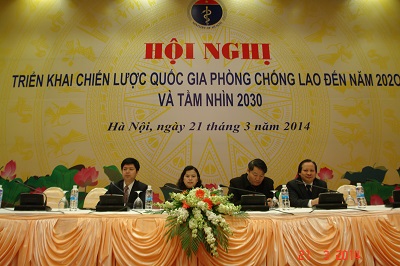 HỘI NGHỊ
TRIỂN KHAI CHIẾN LƯỢC QUỐC GIA PHÒNG CHỐNG LAO ĐẾN NĂM 2020
VÀ TẦM NHÌN 2030
Hà Nội, ngày 21 tháng 3 năm 2014